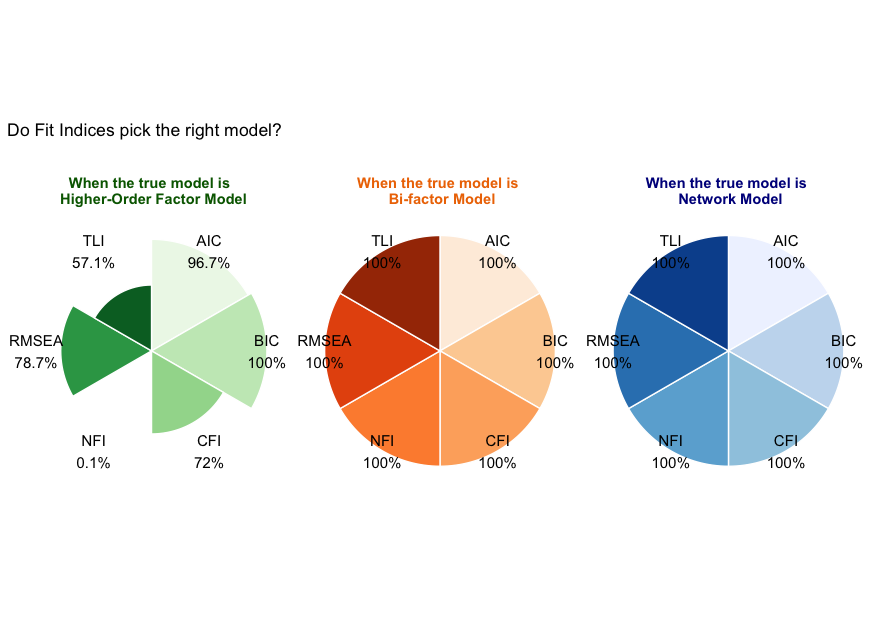 Do Fit Indices pick the right model?
When the true model is
Higher-Order Factor Model
TLI
57.1%
AIC
96.7%
RMSEA
78.7%
BIC
100%
NFI
0.1%
CFI
72%
When the true model is
Bi-factor Model
TLI
100%
AIC
100%
RMSEA
100%
BIC
100%
NFI
100%
CFI
100%
When the true model is
Network Model
TLI
100%
AIC
100%
RMSEA
100%
BIC
100%
NFI
100%
CFI
100%